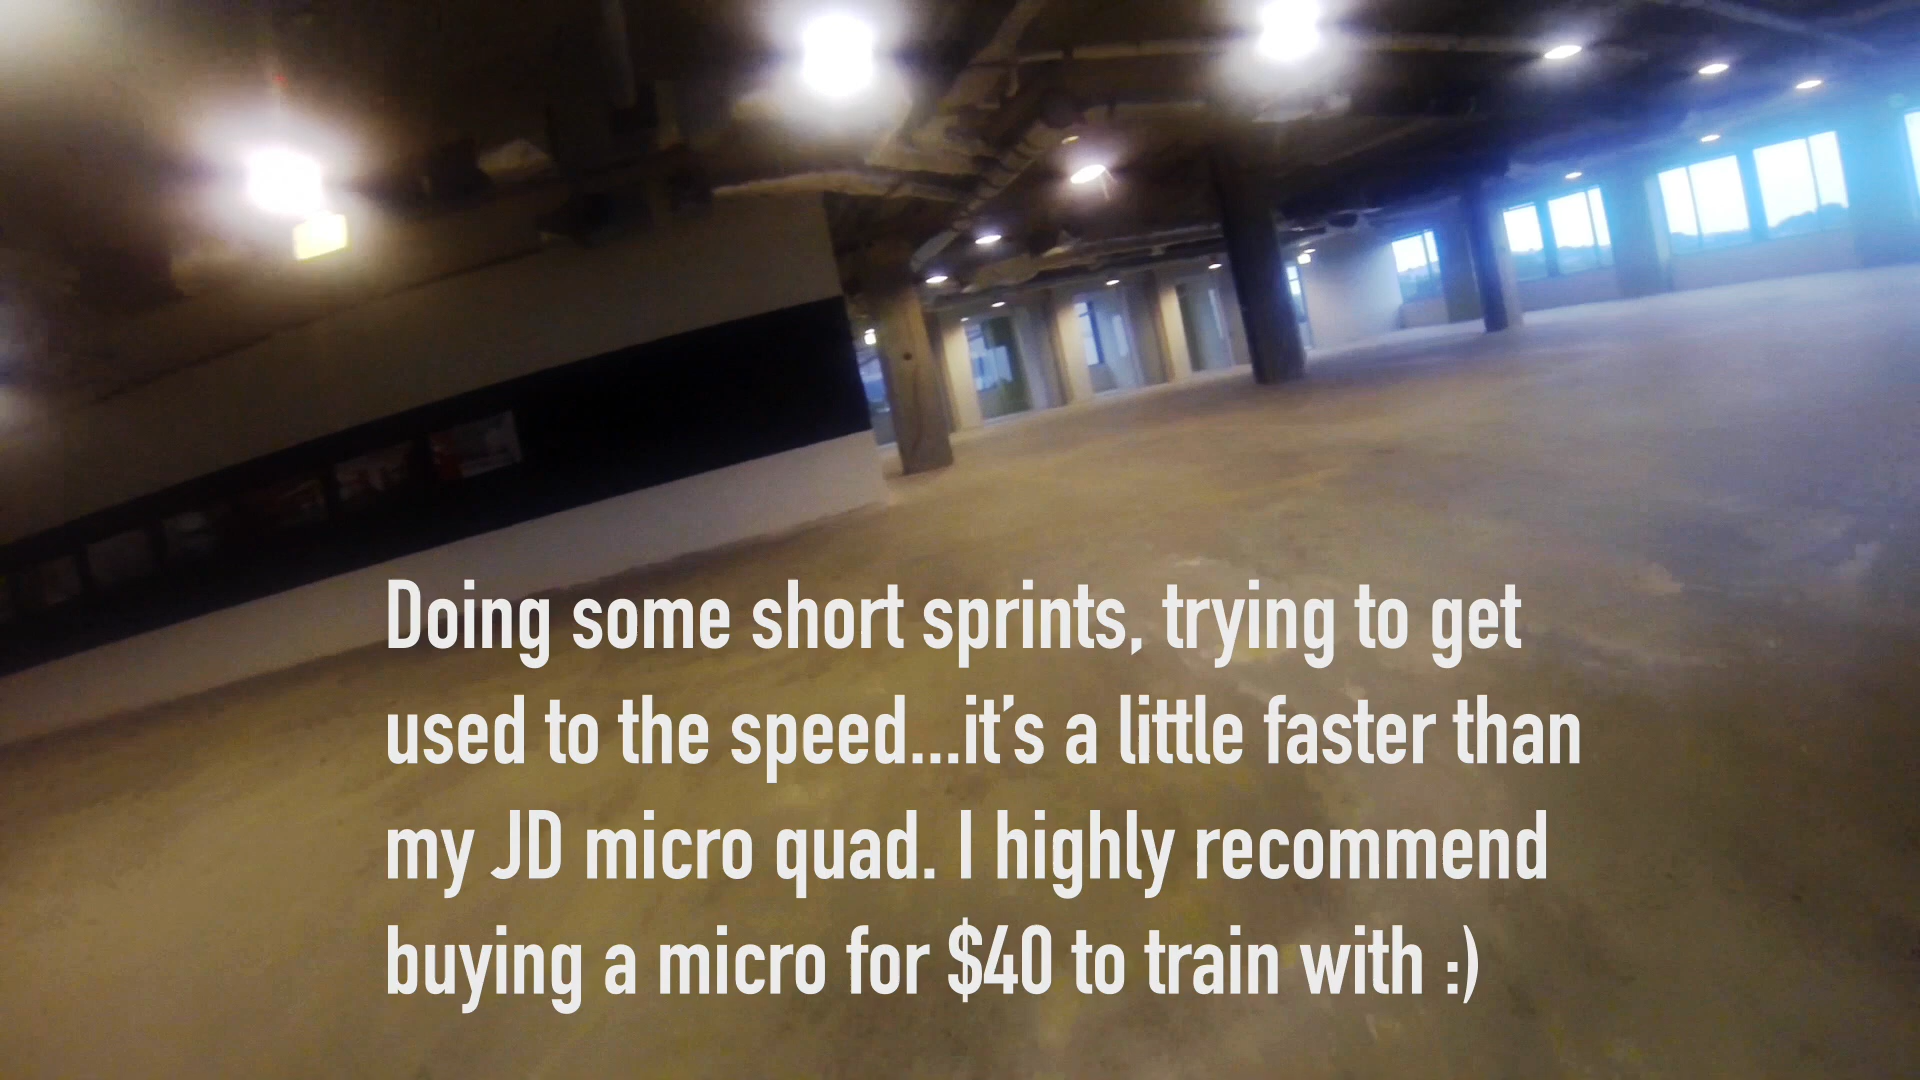 Doing some short sprints, trying to get
used to the speed...it's a little faster than
my JD micro quad. I highly recommend
buying a micro for $40 to train with :)